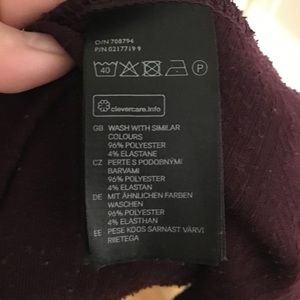 O/N 708794
P/N 0217719 9
40 P
clevercare.info
GB WASH WITH SIMILAR
COLOURS
96% POLYESTER
4% ELASTANE
CZ PERTE S PODOBNÝMI
BARVAMI
96% POLYESTER
4% ELASTAN
DE MIT ÄHNLICHEN FARBEN
WASCHEN
96% POLYESTER
4% ELASTHAN
EE PESE KOOS SARNAST VÄRVI
RIIETEGA